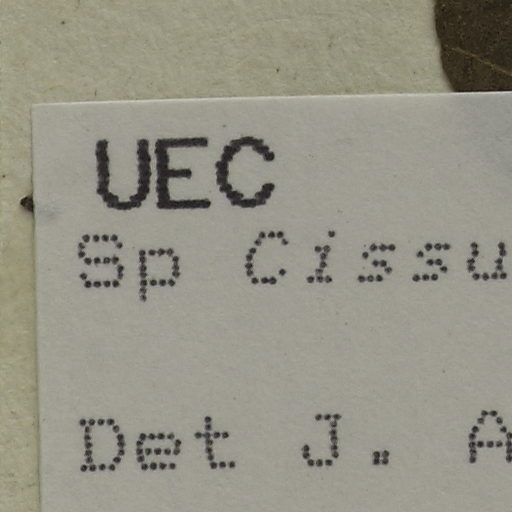 UEC
Sp Cissu
Det J. A